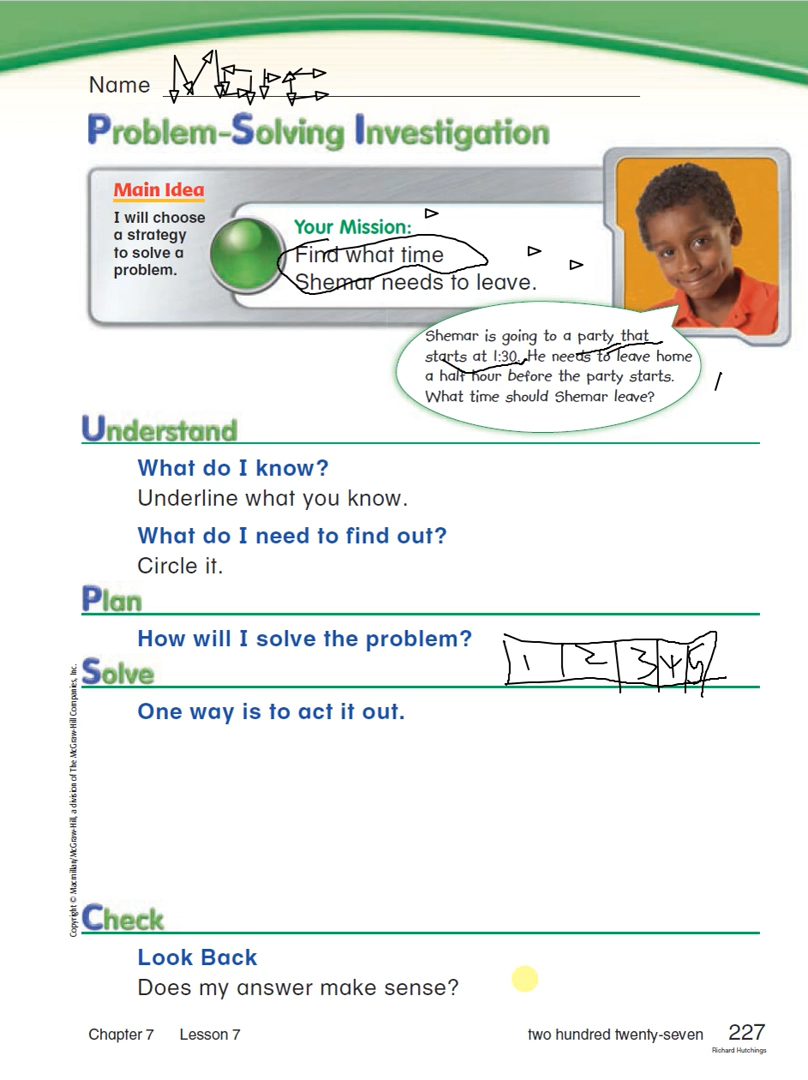 Name
Problem-Solving Investigation
Main Idea
I will choose
a strategy
to solve a
problem.
Your Mission:
Find what time
Shemar needs to leave.
Shemar is going to a party that
starts at 1:30. He needs to leave home
a half hour before the party starts.
What time should Shemar leave?
Understand
What do I know?
Underline what you know.
What do I need to find out?
Circle it.
Plan
How will I solve the problem?
1 2 3 4 5
Solve
One way is to act it out.
Check
Look Back
Does my answer make sense?
Copyright © Macmillan/McGraw-Hill, a division of The McGraw-Hill Companies, Inc.
Chapter 7 Lesson 7 two hundred twenty-seven 227
Richard Hutchings